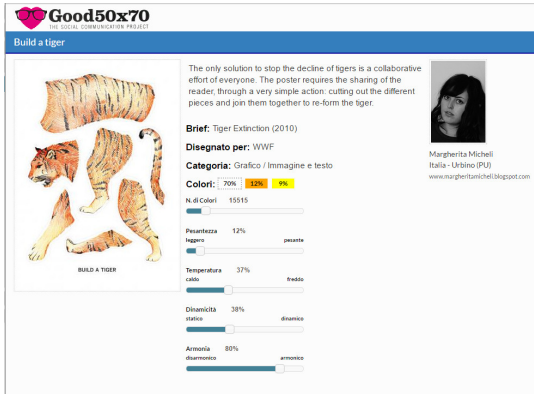 Good50x70
THE SOCIAL COMMUNICATION PROJECT
Build a tiger
The only solution to stop the decline of tigers is a collaborative
effort of everyone. The poster requires the sharing of the
reader, through a very simple action: cutting out the different
pieces and join them together to re-form the tiger.
Brief: Tiger Extinction (2010)
Disegnato per: WWF
Categoria: Grafico / Immagine e testo
Colori: 70% 12% 9%
N. di Colori 15515
Pesantezza 12%
leggero pesante
Temperatura 37%
caldo freddo
Dinamicità 38%
statico dinamico
Armonia 80%
disarmonico armonico
BUILD A TIGER
Margherita Micheli
Italia - Urbino (PU)
www.margheritamicheli.blogspot.com